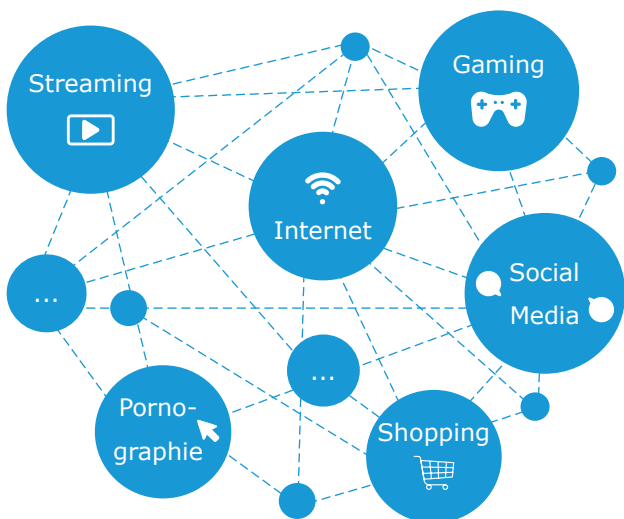 Streaming
Gaming
Internet
Social
Media
...
...
Porno-
graphie
Shopping